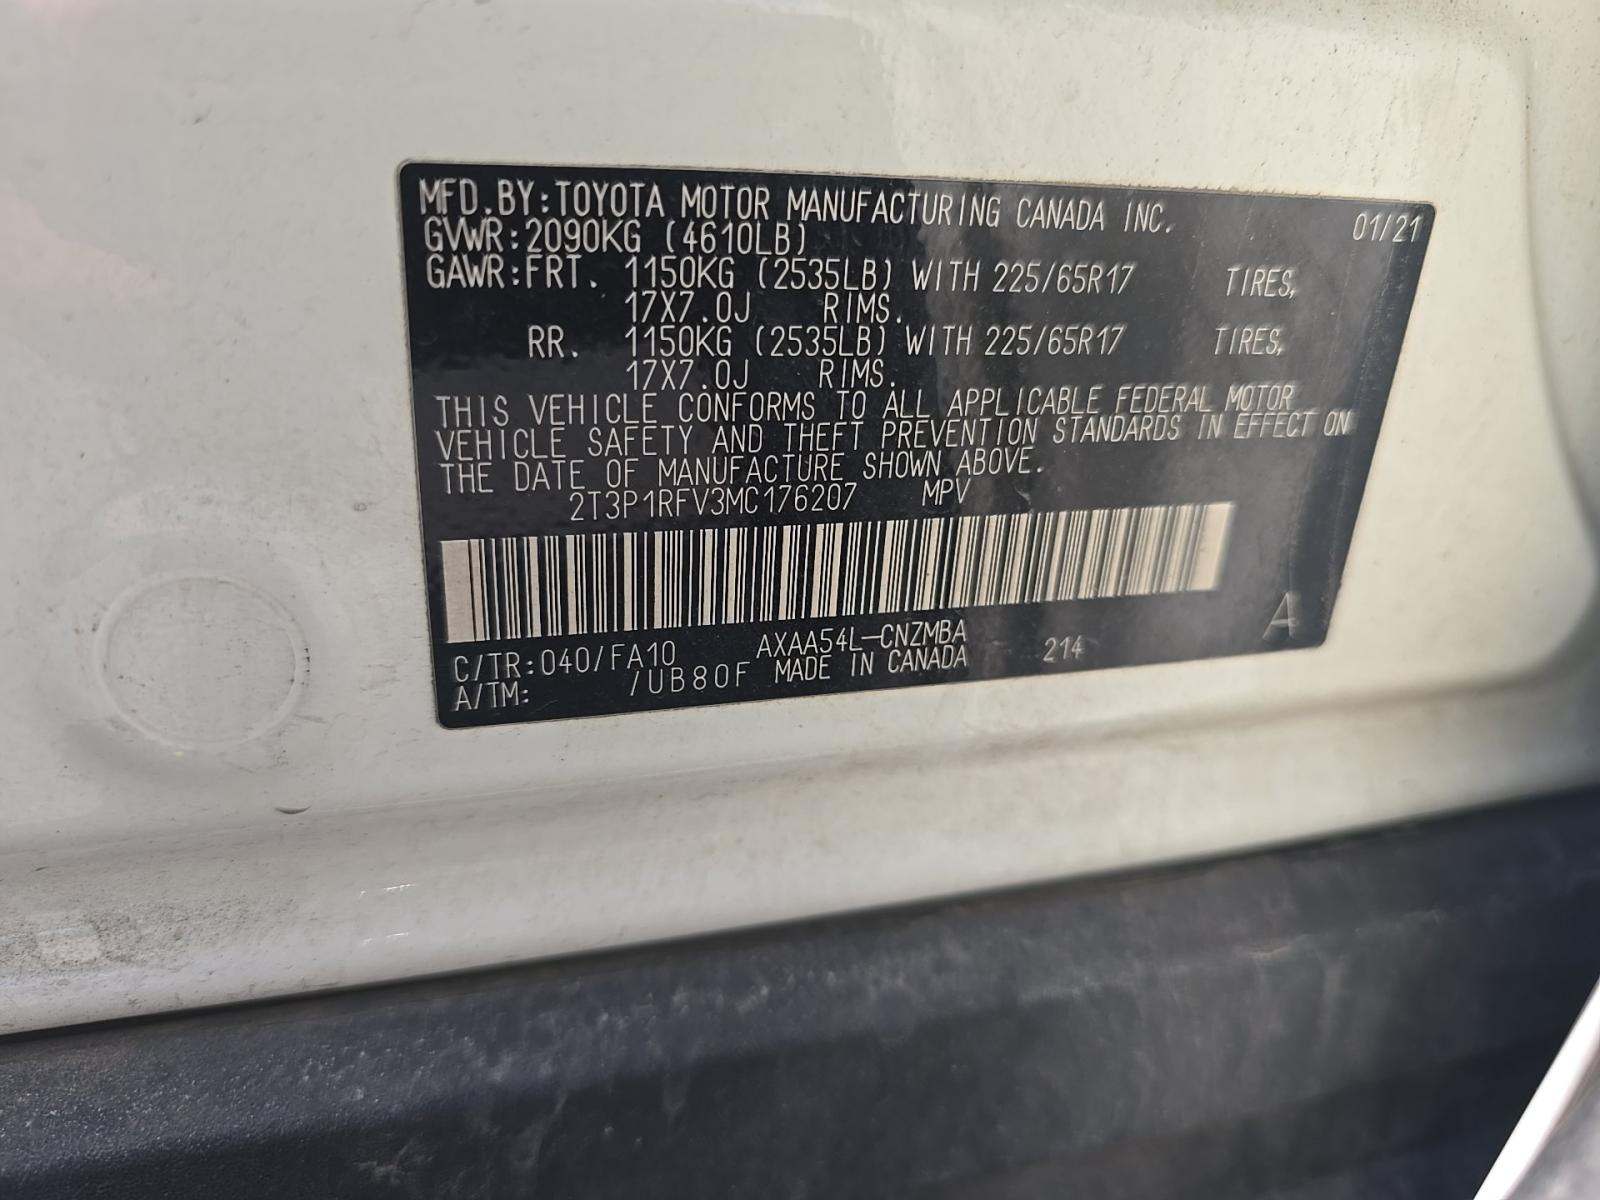 MFD.BY:TOYOTA MOTOR MANUFACTURING CANADA INC. 01/21
GVWR:2090KG (4610LB)
GAWR:FRT. 1150KG (2535LB) WITH 225/65R17 TIRES,
17X7.0J RIMS.
RR. 1150KG (2535LB) WITH 225/65R17 TIRES,
17X7.0J RIMS.
THIS VEHICLE CONFORMS TO ALL APPLICABLE FEDERAL MOTOR
VEHICLE SAFETY AND THEFT PREVENTION STANDARDS IN EFFECT ON
THE DATE OF MANUFACTURE SHOWN ABOVE.
2T3P1RFV3MC176207 MPV
C/TR:040/FA10 AXAA54L-CNZMBA 214 A
A/TM: /UB80F MADE IN CANADA